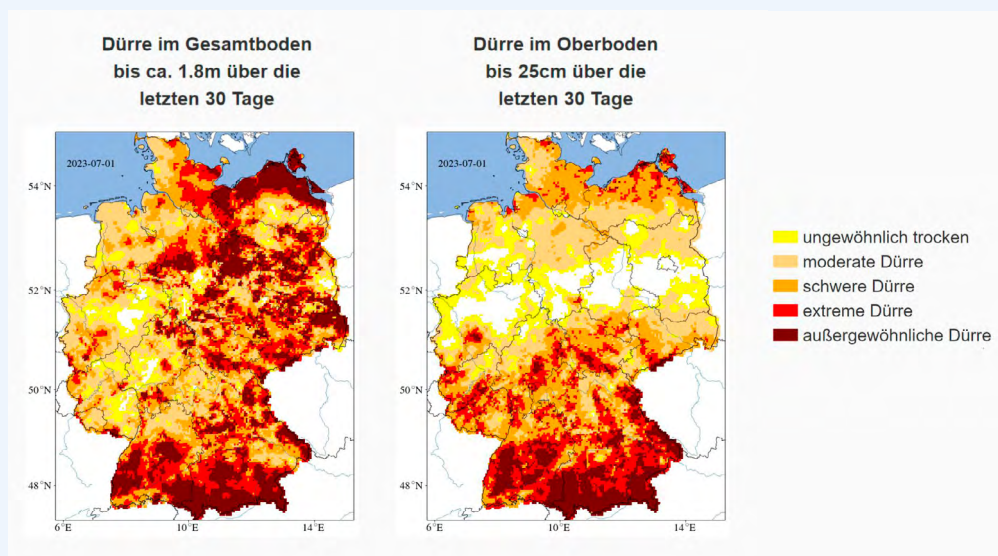 Dürre im Gesamtboden
bis ca. 1.8m über die
letzten 30 Tage
Dürre im Oberboden
bis 25cm über die
letzten 30 Tage
2023-07-01
54°N
52°N
50°N
48°N
6°E
10°E
14°E
2023-07-01
54°N
52°N
50°N
48°N
6°E
10°E
14°E
ungewöhnlich trocken
moderate Dürre
schwere Dürre
extreme Dürre
außergewöhnliche Dürre